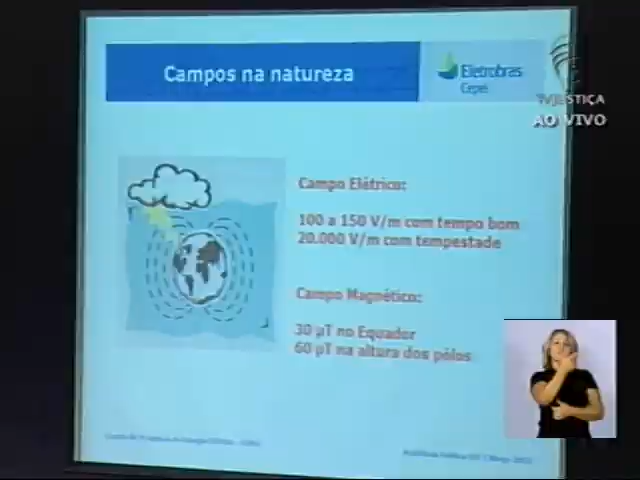 Campos na natureza
Eletrobras
Cepel
TV JUSTIÇA
AO VIVO
Campo Elétrico:
100 a 150 V/m com tempo bom
20.000 V/m com tempestade
Campo Magnético:
30 µT no Equador
60 µT na altura dos pólos